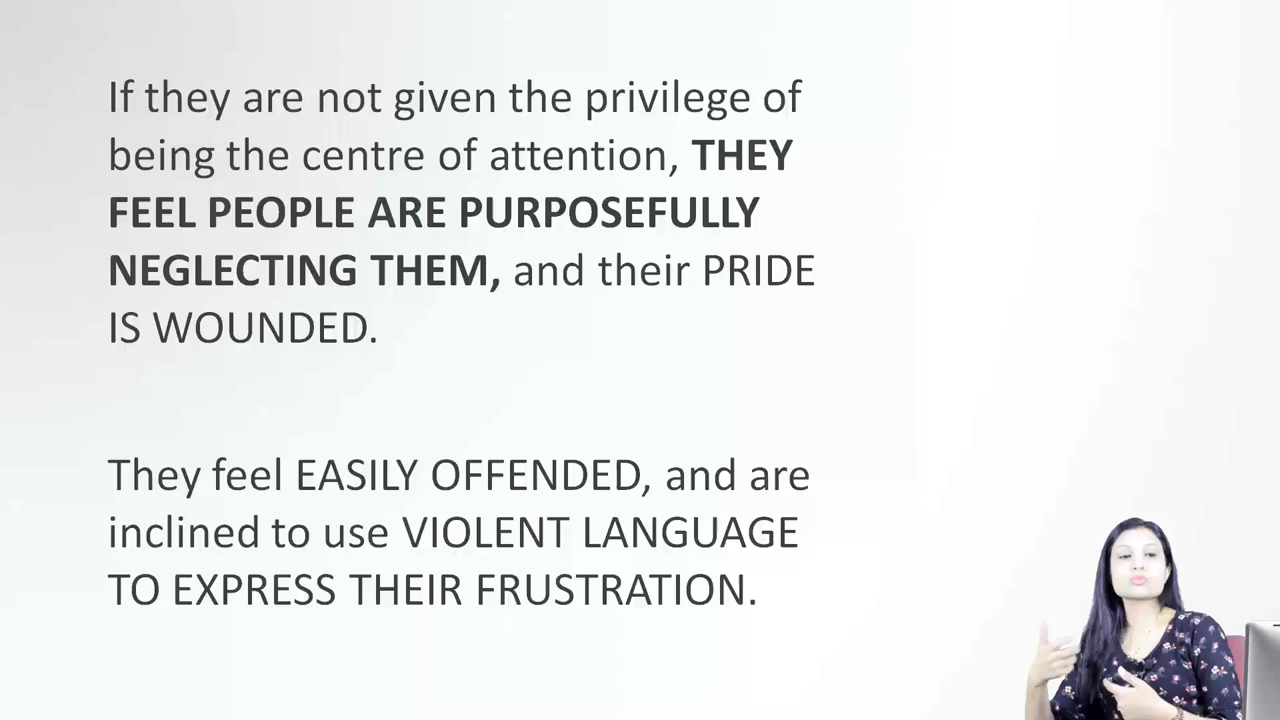 If they are not given the privilege of
being the centre of attention, THEY
FEEL PEOPLE ARE PURPOSEFULLY
NEGLECTING THEM, and their PRIDE
IS WOUNDED.
They feel EASILY OFFENDED, and are
inclined to use VIOLENT LANGUAGE
TO EXPRESS THEIR FRUSTRATION.